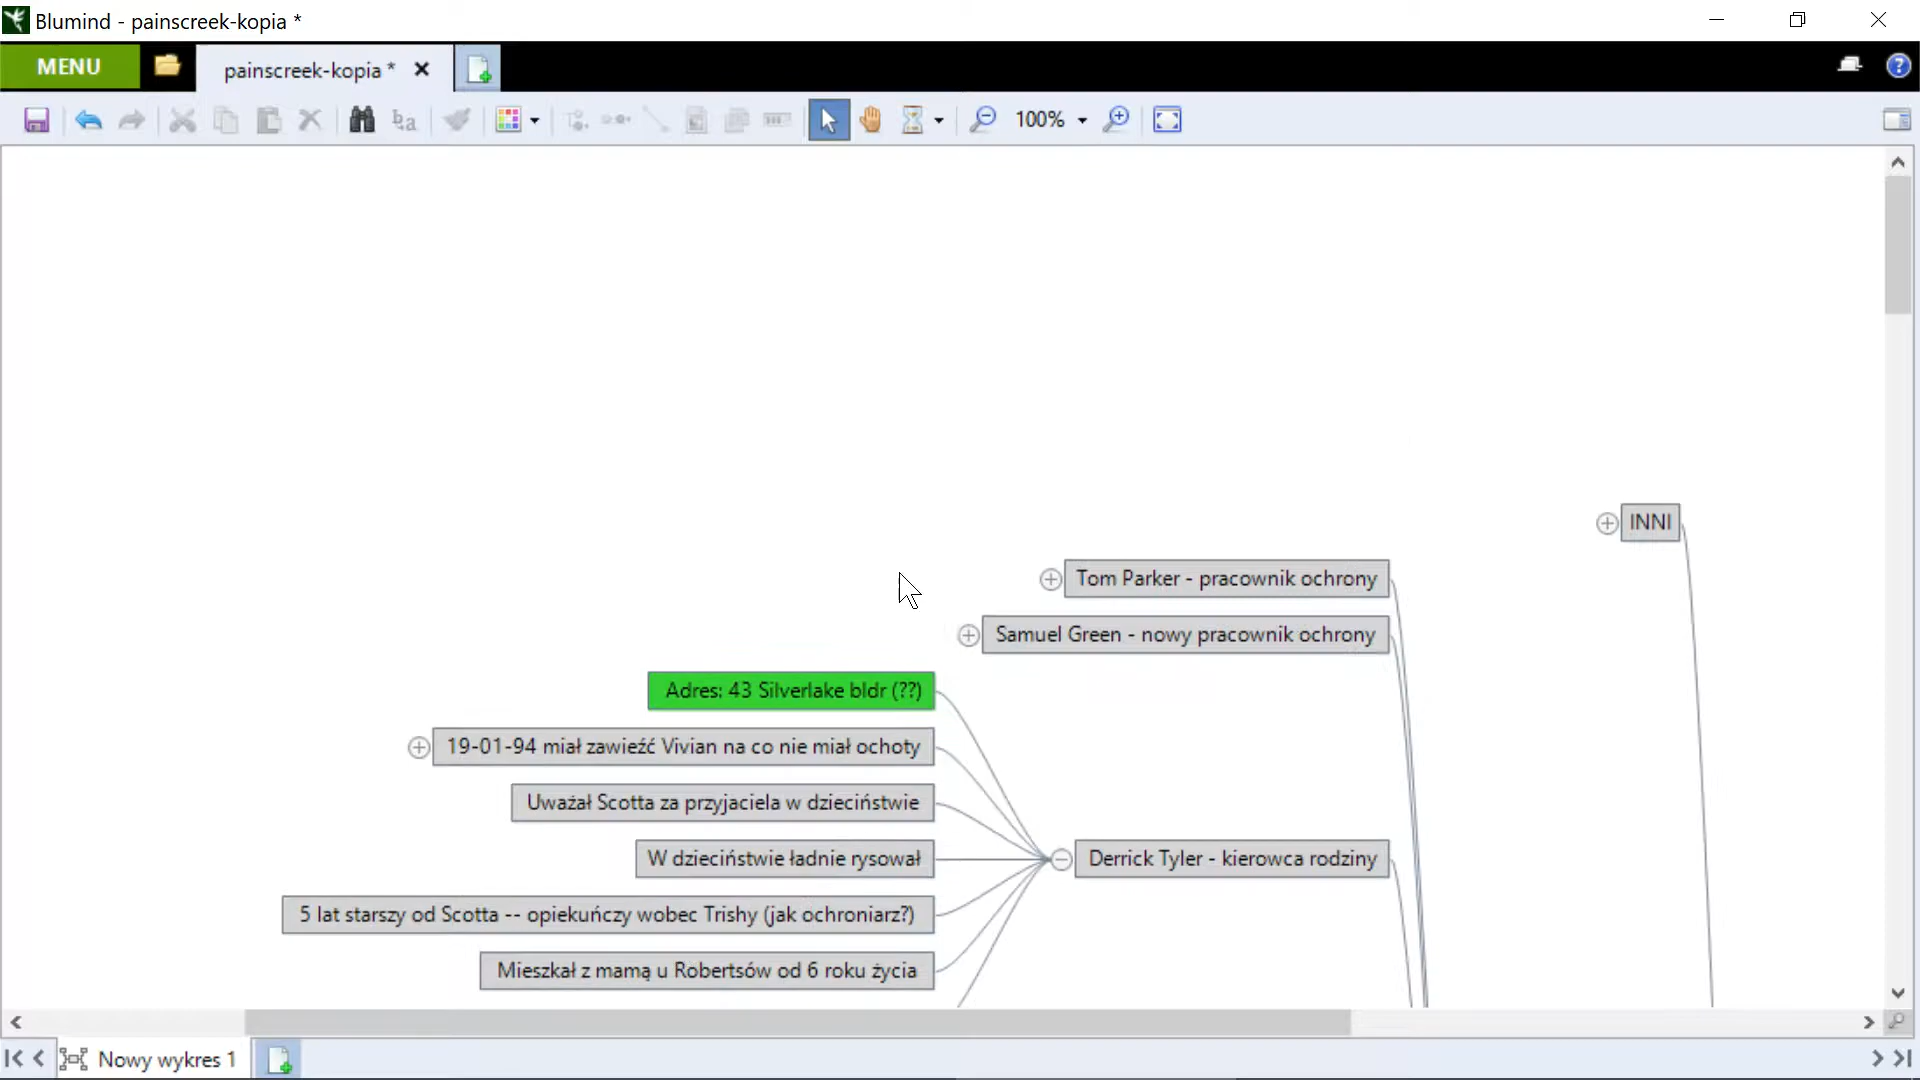 Blumind - painscreek-kopia *
MENU
painscreek-kopia *
ba
100%
INNI
Tom Parker - pracownik ochrony
Samuel Green - nowy pracownik ochrony
Adres: 43 Silverlake bldr (??)
19-01-94 miał zawieźć Vivian na co nie miał ochoty
Uważał Scotta za przyjaciela w dzieciństwie
W dzieciństwie ładnie rysował
Derrick Tyler - kierowca rodziny
5 lat starszy od Scotta -- opiekuńczy wobec Trishy (jak ochroniarz?)
Mieszkał z mamą u Robertsów od 6 roku życia
Nowy wykres 1